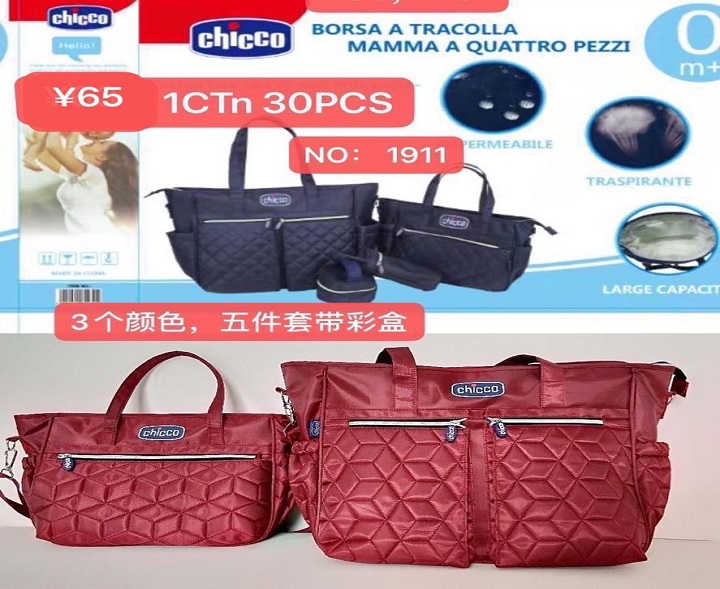 chicco
Hello!
chicco
BORSA A TRACOLLA
MAMMA A QUATTRO PEZZI
0
m+
¥65
1CTn 30PCS
NO： 1911
PERMEABILE
TRASPIRANTE
LARGE CAPACIT
chicco
chicco
MADE IN CHINA
3个颜色，五件套带彩盒
chicco
chicco